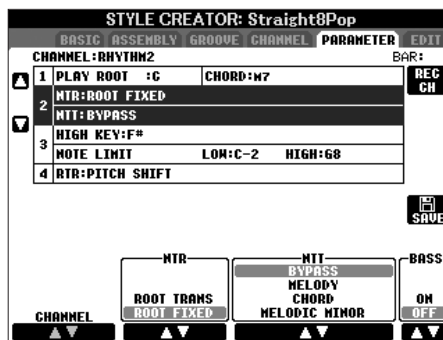 STYLE CREATOR: Straight8Pop
BASIC ASSEMBLY GROOVE CHANNEL PARAMETER EDIT
CHANNEL:RHYTHM2 BAR:
1 PLAY ROOT :C CHORD:M7
REC CH
2 NTR:ROOT FIXED
NTT:BYPASS
3 HIGH KEY:F#
NOTE LIMIT LOW:C-2 HIGH:G8
4 RTR:PITCH SHIFT
SAVE
NTR NTT BASS
BYPASS
MELODY
ROOT TRANS CHORD ON
CHANNEL ROOT FIXED MELODIC MINOR OFF